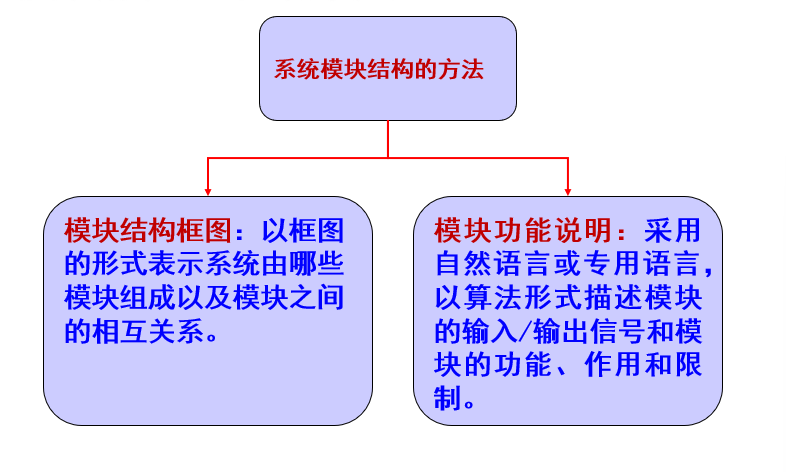 系统模块结构的方法
模块结构框图：以框图
的形式表示系统由哪些
模块组成以及模块之间
的相互关系。
模块功能说明：采用
自然语言或专用语言，
以算法形式描述模块
的输入/输出信号和模
块的功能、作用和限
制。